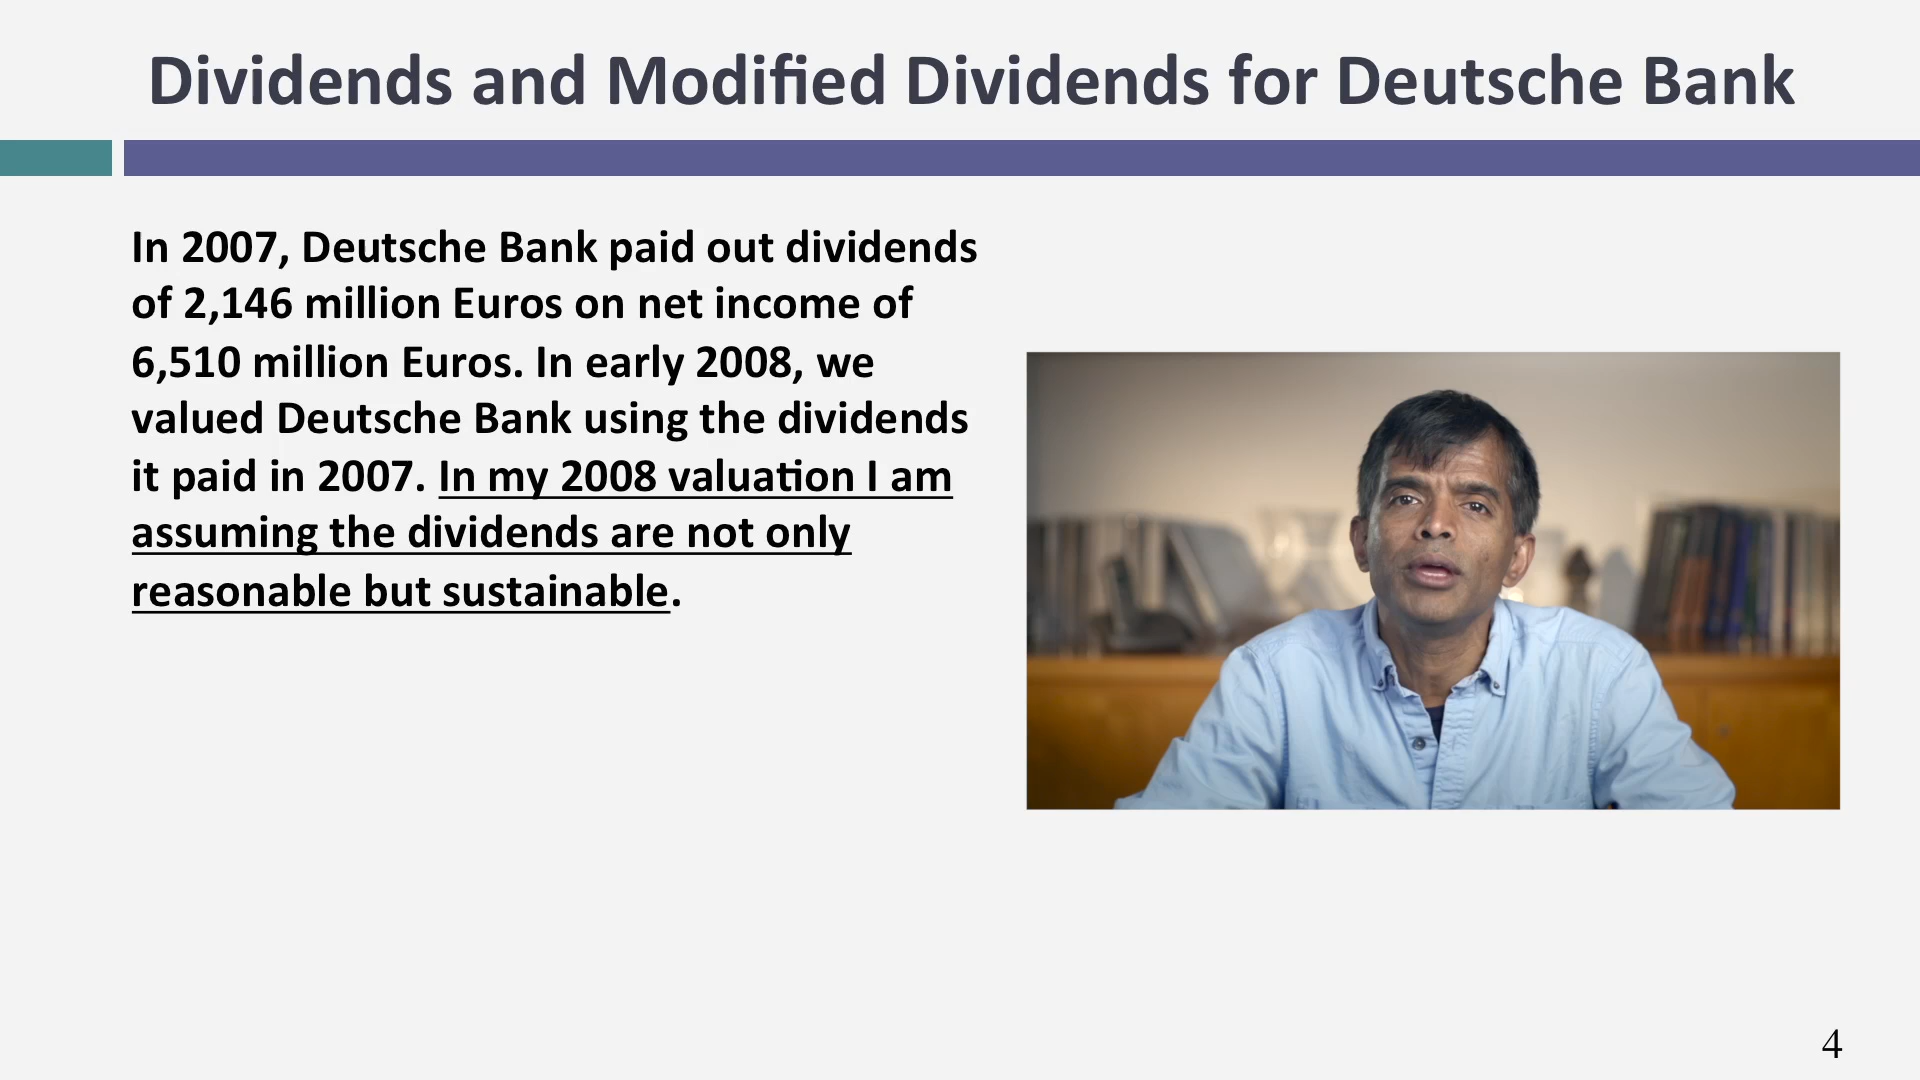 Dividends and Modified Dividends for Deutsche Bank
In 2007, Deutsche Bank paid out dividends
of 2,146 million Euros on net income of
6,510 million Euros. In early 2008, we
valued Deutsche Bank using the dividends
it paid in 2007. In my 2008 valuation I am
assuming the dividends are not only
reasonable but sustainable.
4